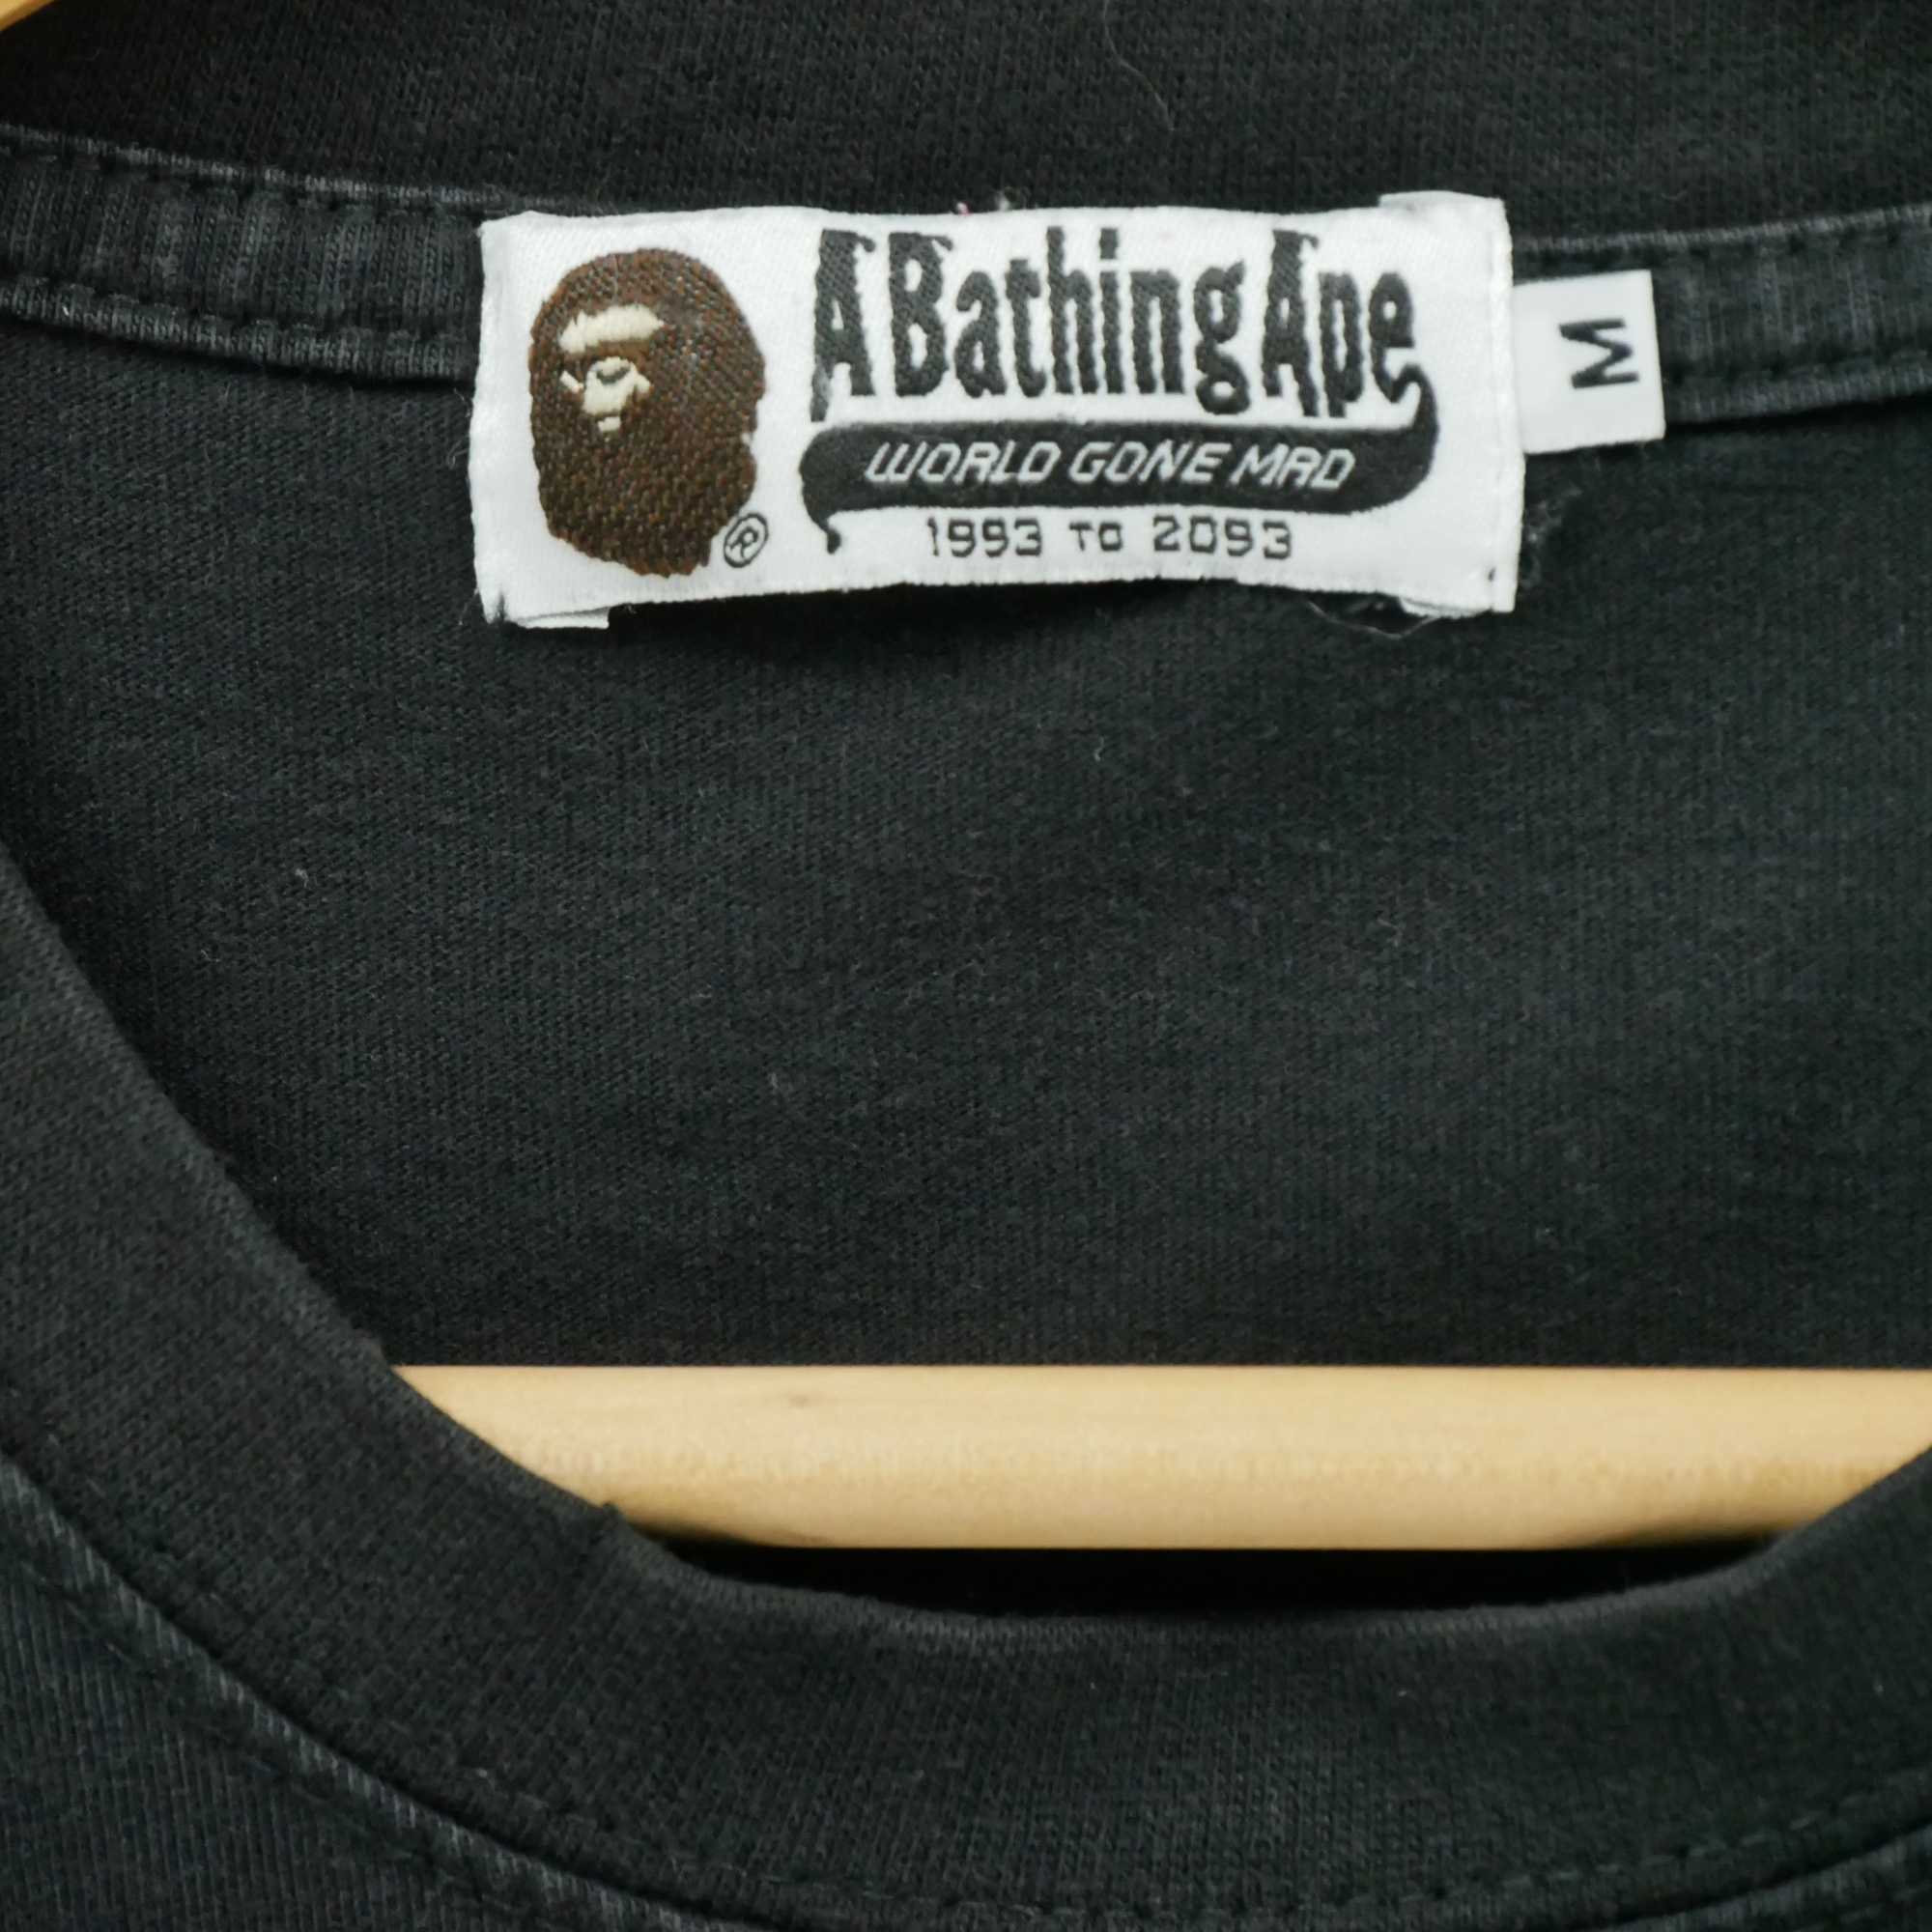 A Bathing Ape
WORLD GONE MAD
1993 TO 2093
®
M